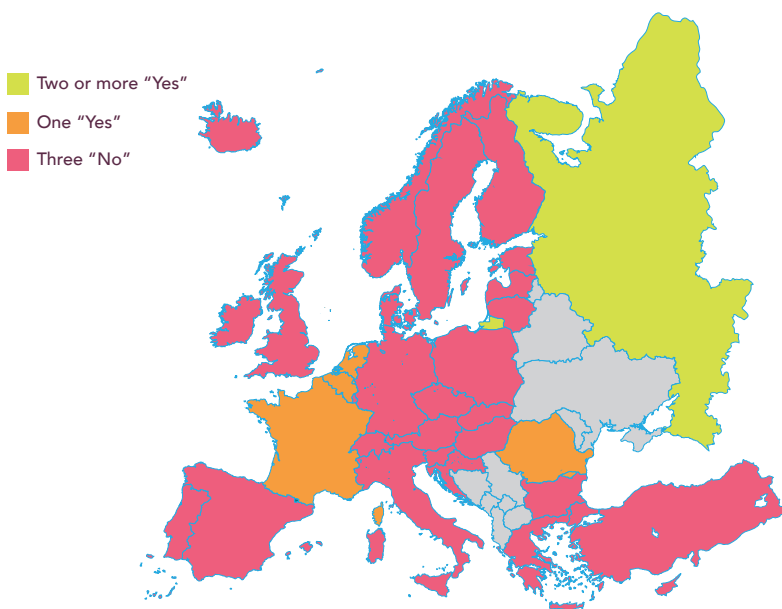 Two or more “Yes”
One “Yes”
Three “No”